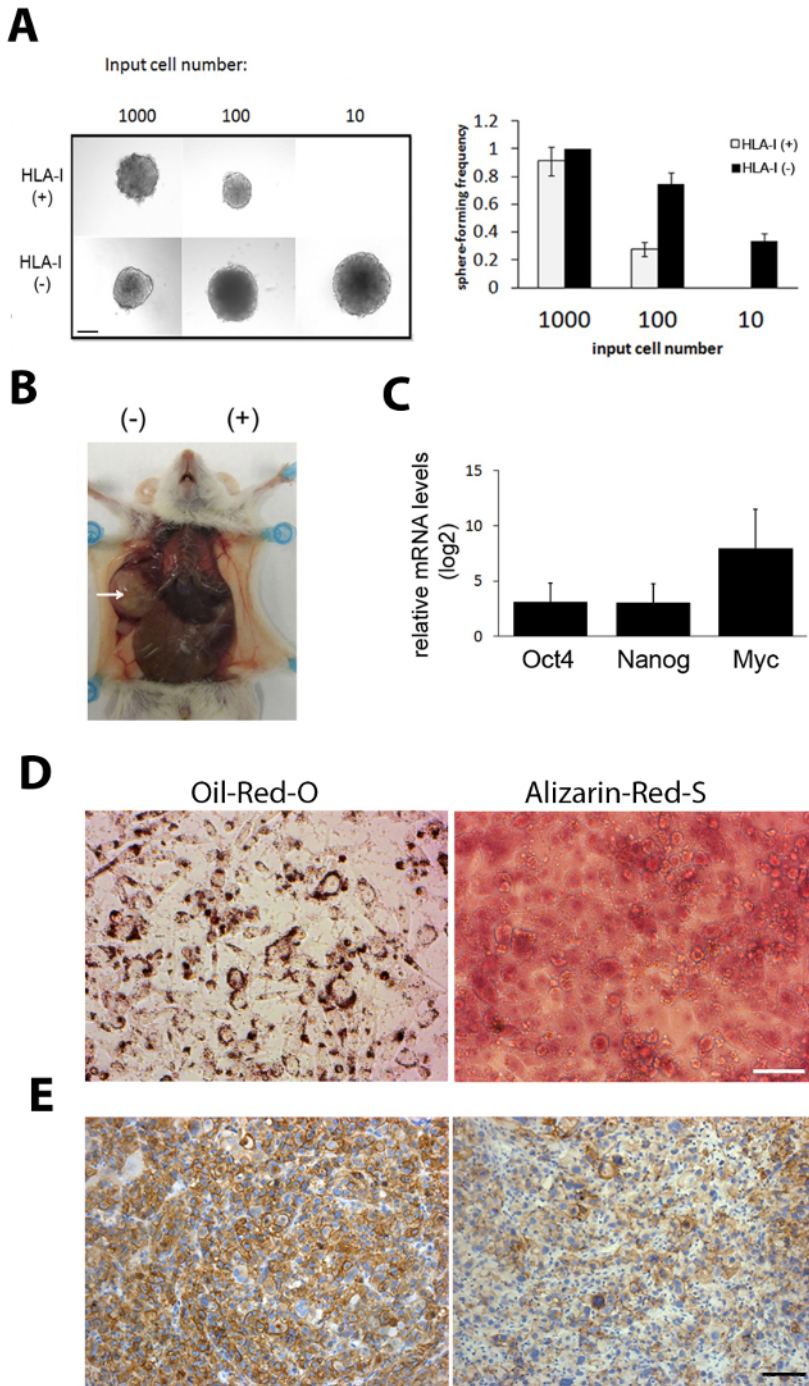 A
Input cell number:
1000 100 10
HLA-I
(+)
HLA-I
(-)
sphere-forming frequency
1.2
1
0.8
0.6
0.4
0.2
0
HLA-I (+)
HLA-I (-)
1000 100 10
input cell number
B
(-) (+)
C
relative mRNA levels
(log2)
15
10
5
0
Oct4 Nanog Myc
D
Oil-Red-O Alizarin-Red-S
E